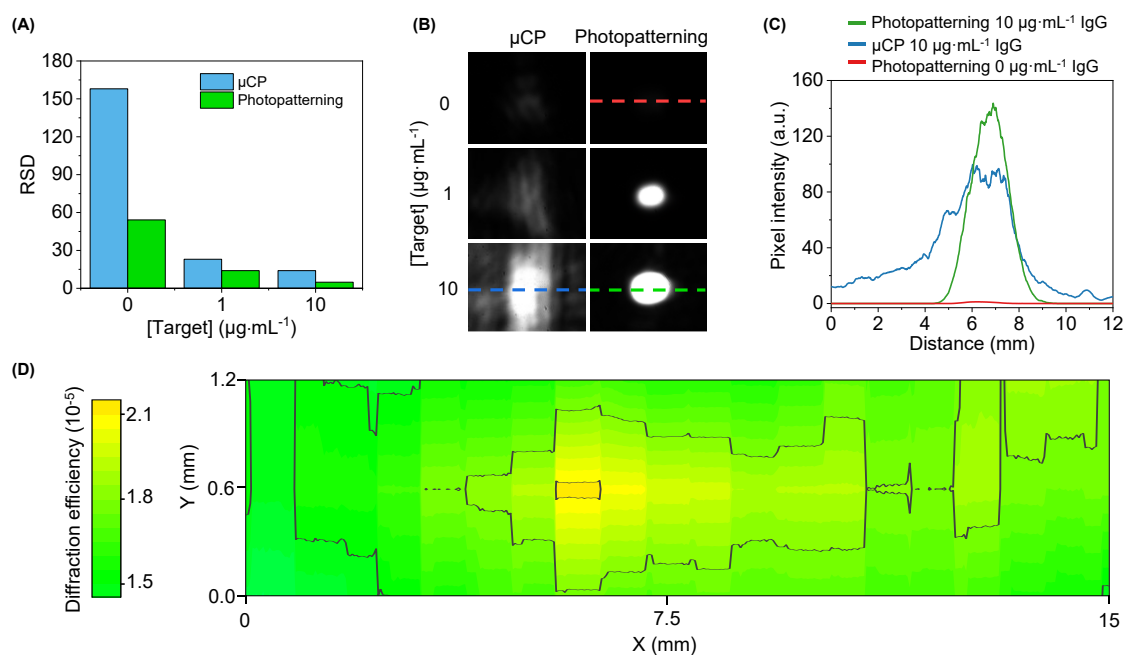 (A)
RSD
180
150
120
90
60
30
0
µCP
Photopatterning
0 1 10
[Target] (µg·mL⁻¹)
(B)
µCP Photopatterning
[Target] (µg·mL⁻¹)
0
1
10
(C)
Photopatterning 10 µg·mL⁻¹ IgG
µCP 10 µg·mL⁻¹ IgG
Photopatterning 0 µg·mL⁻¹ IgG
Pixel intensity (a.u.)
160
120
80
40
0
0 2 4 6 8 10 12
Distance (mm)
(D)
Diffraction efficiency (10⁻⁵)
2.1
1.8
1.5
Y (mm)
1.2
0.6
0.0
0 7.5 15
X (mm)